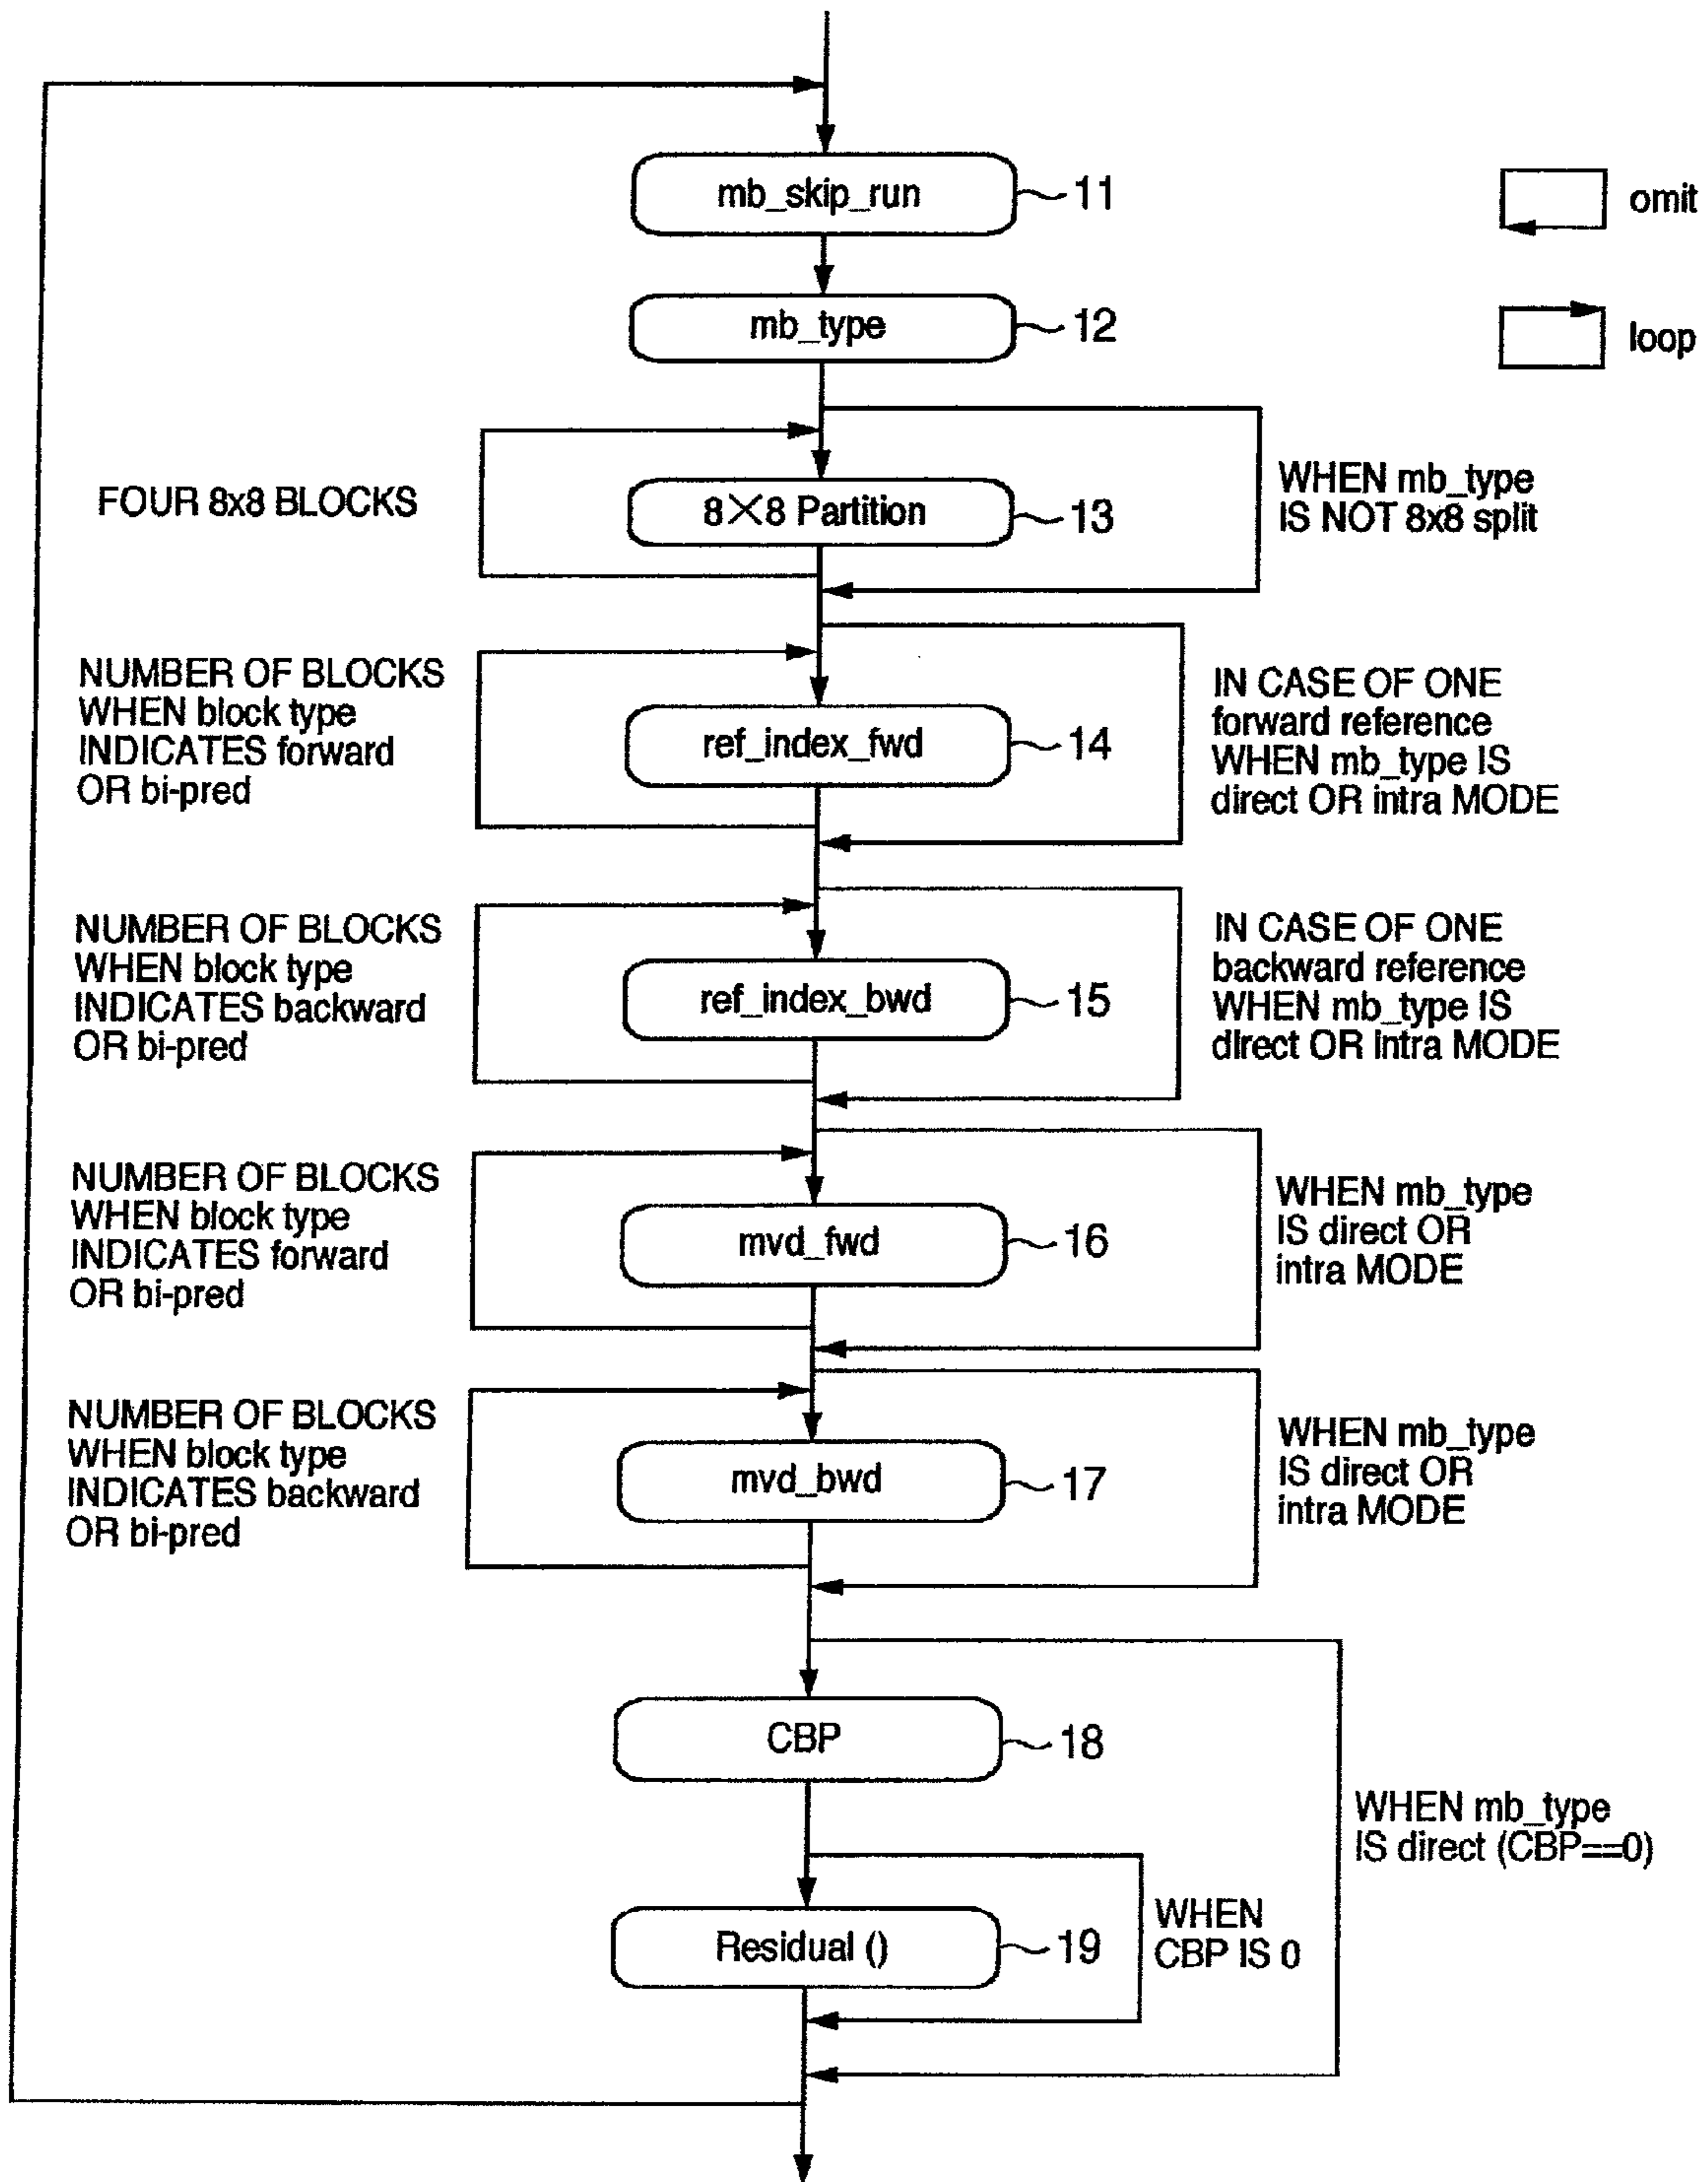 mb_skip_run
11
omit
mb_type
12
loop
FOUR 8x8 BLOCKS
8×8 Partition
13
WHEN mb_type
IS NOT 8x8 split
NUMBER OF BLOCKS
WHEN block type
INDICATES forward
OR bi-pred
ref_index_fwd
14
IN CASE OF ONE
forward reference
WHEN mb_type IS
direct OR intra MODE
NUMBER OF BLOCKS
WHEN block type
INDICATES backward
OR bi-pred
ref_index_bwd
15
IN CASE OF ONE
backward reference
WHEN mb_type IS
direct OR intra MODE
NUMBER OF BLOCKS
WHEN block type
INDICATES forward
OR bi-pred
mvd_fwd
16
WHEN mb_type
IS direct OR
intra MODE
NUMBER OF BLOCKS
WHEN block type
INDICATES backward
OR bi-pred
mvd_bwd
17
WHEN mb_type
IS direct OR
intra MODE
CBP
18
WHEN mb_type
IS direct (CBP==0)
Residual ()
19
WHEN
CBP IS 0